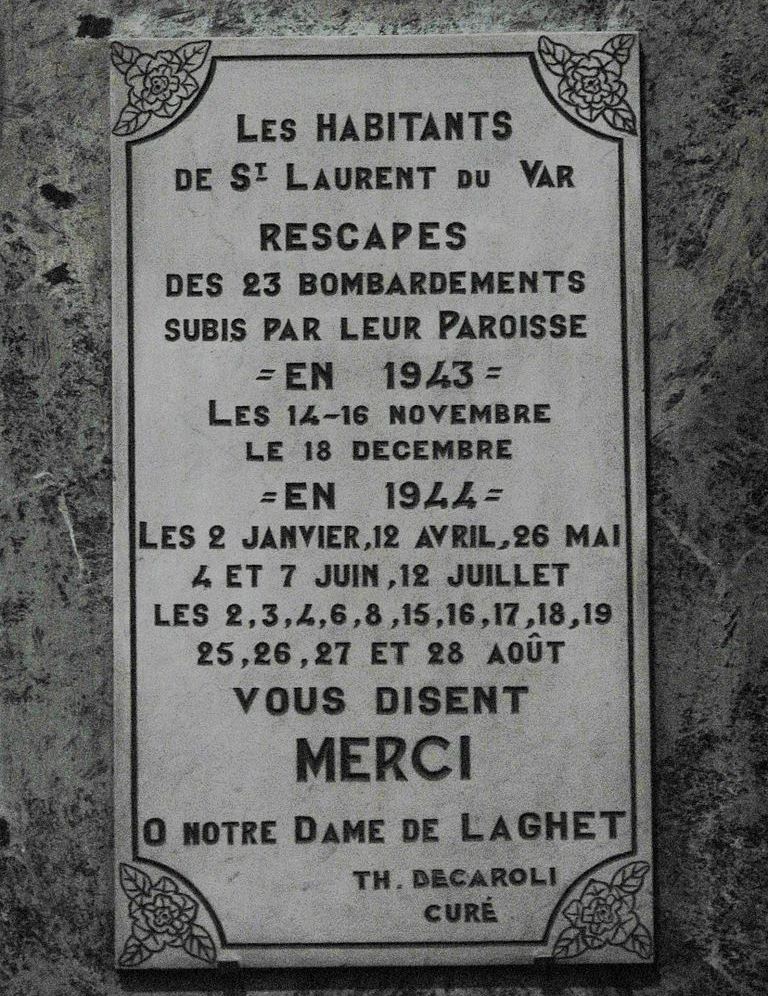 LES HABITANTS
DE ST LAURENT DU VAR
RESCAPES
DES 23 BOMBARDEMENTS
SUBIS PAR LEUR PAROISSE
= EN 1943 =
LES 14-16 NOVEMBRE
LE 18 DECEMBRE
= EN 1944 =
LES 2 JANVIER, 12 AVRIL, 26 MAI
4 ET 7 JUIN, 12 JUILLET
LES 2, 3, 4, 6, 8, 15, 16, 17, 18, 19
25, 26, 27 ET 28 AOÛT
VOUS DISENT
MERCI
O NOTRE DAME DE LAGHET
TH. DECAROLI
CURÉ